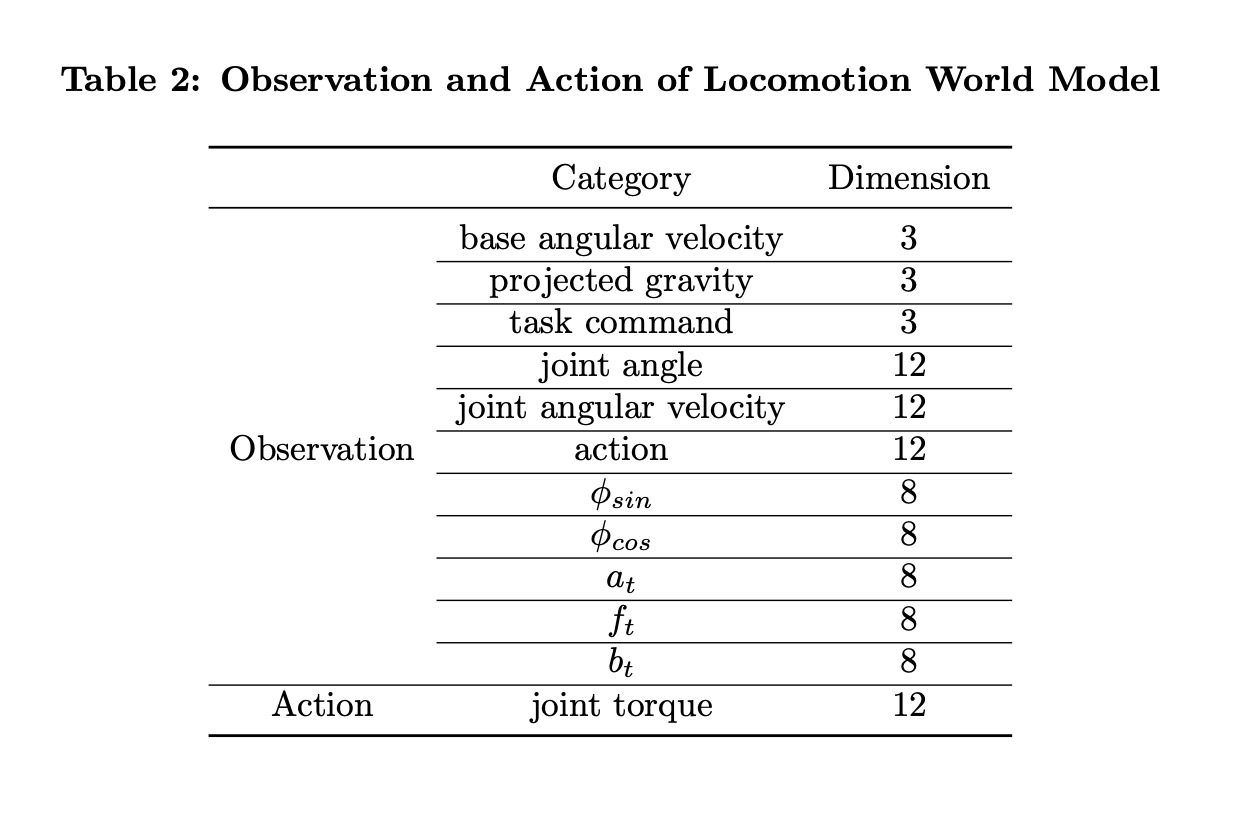 Table 2: Observation and Action of Locomotion World Model
Category Dimension
base angular velocity 3
projected gravity 3
task command 3
joint angle 12
joint angular velocity 12
Observation action 12
ϕ_{sin} 8
ϕ_{cos} 8
a_t 8
f_t 8
b_t 8
Action joint torque 12